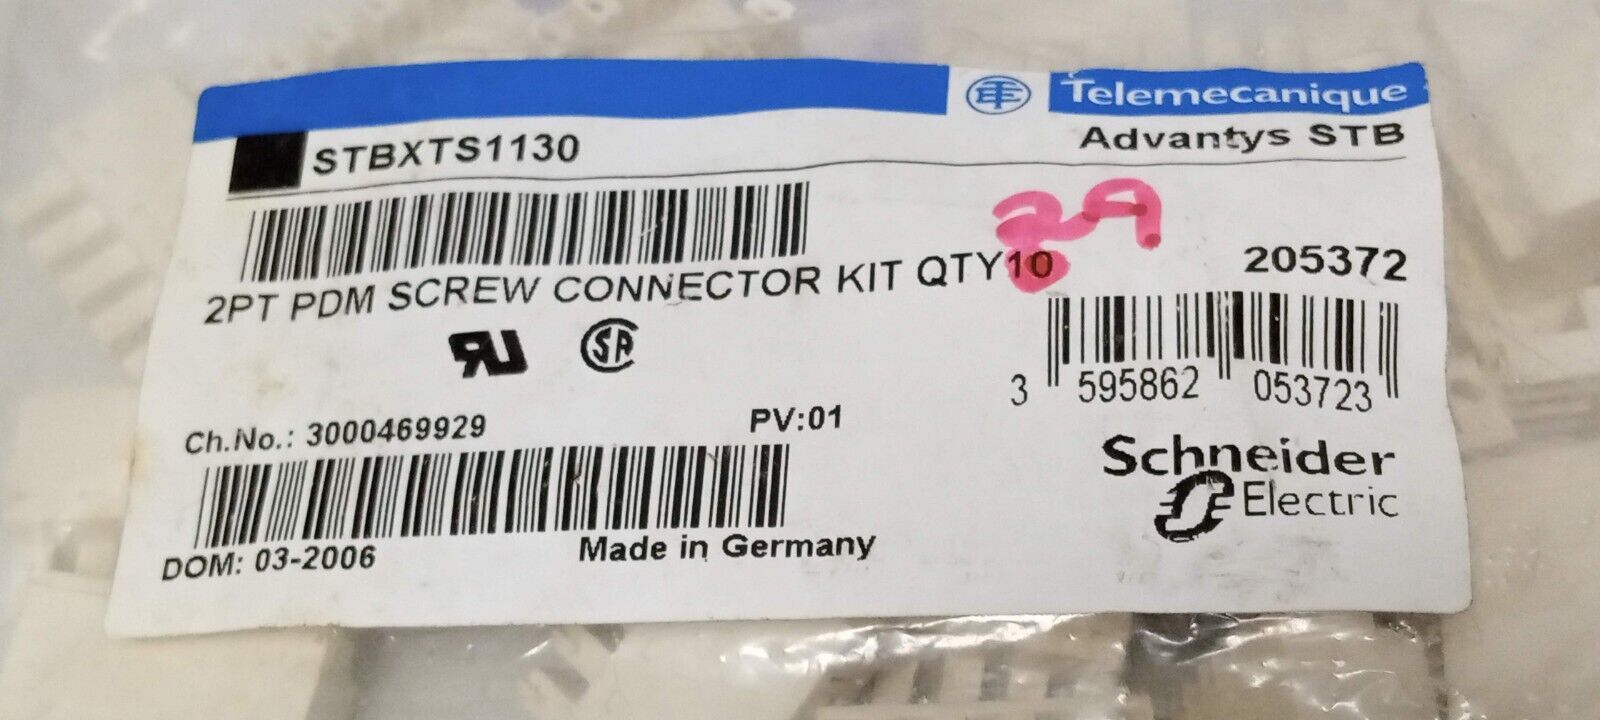 Telemecanique
STBXTS1130
Advantys STB
29
2PT PDM SCREW CONNECTOR KIT QTY10
205372
3 595862 053723
Ch.No.: 3000469929
PV:01
Schneider
Electric
DOM: 03-2006
Made in Germany